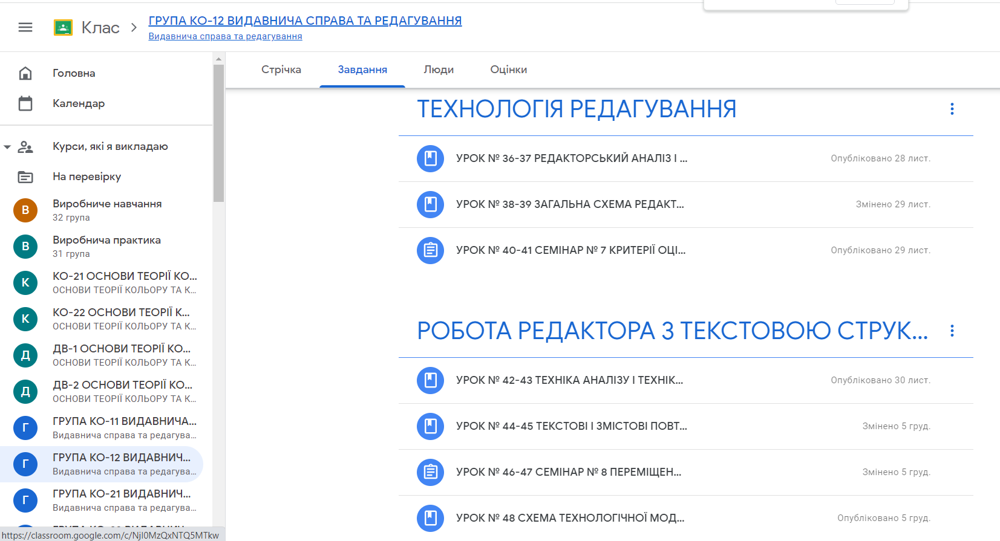 Клас
ГРУПА КО-12 ВИДАВНИЧА СПРАВА ТА РЕДАГУВАННЯ
Видавнича справа та редагування
Головна
Календар
Курси, які я викладаю
На перевірку
В
Виробниче навчання
32 група
В
Виробнича практика
31 група
К
КО-21 ОСНОВИ ТЕОРІЇ КО...
ОСНОВИ ТЕОРІЇ КОЛЬОРУ ТА К...
К
КО-22 ОСНОВИ ТЕОРІЇ К...
ОСНОВИ ТЕОРІЇ КОЛЬОРУ ТА К...
Д
ДВ-1 ОСНОВИ ТЕОРІЇ КО...
ОСНОВИ ТЕОРІЇ КОЛЬОРУ ТА К...
Д
ДВ-2 ОСНОВИ ТЕОРІЇ КО...
ОСНОВИ ТЕОРІЇ КОЛЬОРУ ТА К...
Г
ГРУПА КО-11 ВИДАВНИЧА...
Видавнича справа та редагува...
Г
ГРУПА КО-12 ВИДАВНИЧ...
Видавнича справа та редагува...
Г
ГРУПА КО-21 ВИДАВНИЧ...
Видавнича справа та редагува...
https://classroom.google.com/c/NjI0MzQxNTQ5MTkw
Стрічка
Завдання
Люди
Оцінки
ТЕХНОЛОГІЯ РЕДАГУВАННЯ
УРОК № 36-37 РЕДАКТОРСЬКИЙ АНАЛІЗ І ...
Опубліковано 28 лист.
УРОК № 38-39 ЗАГАЛЬНА СХЕМА РЕДАКТ...
Змінено 29 лист.
УРОК № 40-41 СЕМІНАР № 7 КРИТЕРІЇ ОЦІ...
Опубліковано 29 лист.
РОБОТА РЕДАКТОРА З ТЕКСТОВОЮ СТРУК...
УРОК № 42-43 ТЕХНІКА АНАЛІЗУ І ТЕХНІК...
Опубліковано 30 лист.
УРОК № 44-45 ТЕКСТОВІ І ЗМІСТОВІ ПОВТ...
Змінено 5 груд.
УРОК № 46-47 СЕМІНАР № 8 ПЕРЕМІЩЕН...
Змінено 5 груд.
УРОК № 48 СХЕМА ТЕХНОЛОГІЧНОЇ МОД...
Опубліковано 5 груд.